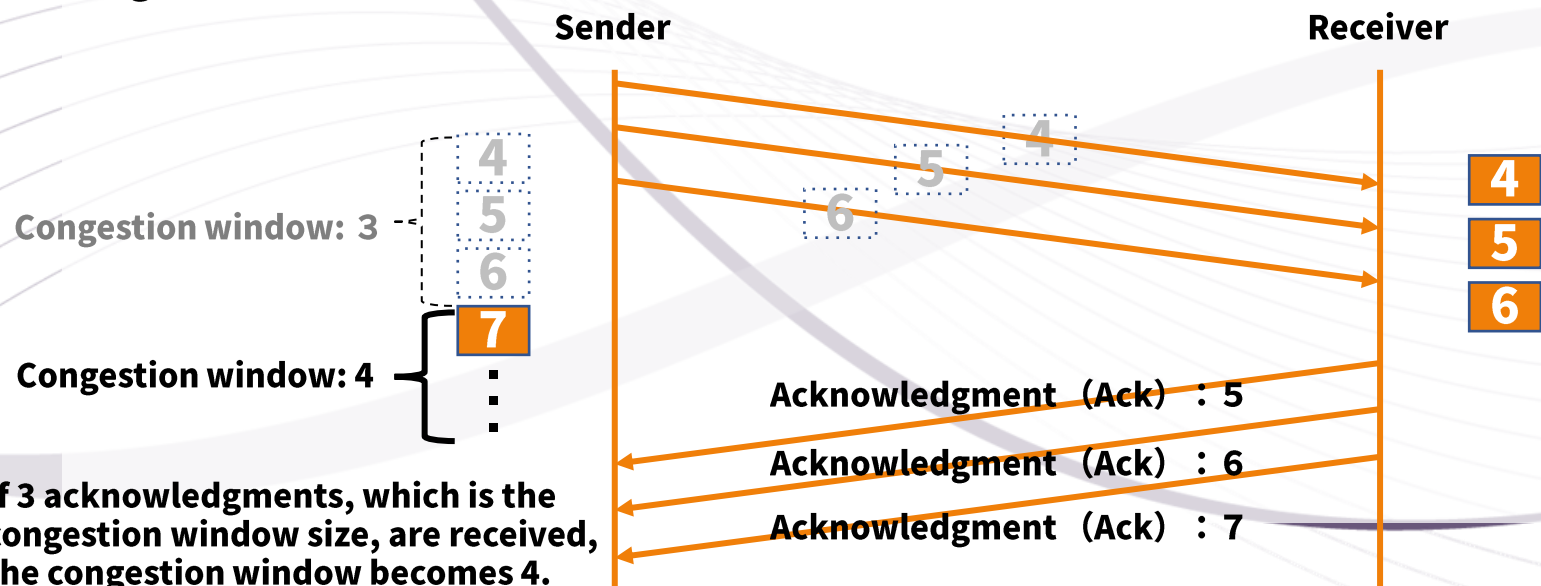 Sender
Receiver
4
5
6
Congestion window: 3
4
5
6
7
Congestion window: 4
4
5
6
Acknowledgment（Ack）：5
Acknowledgment（Ack）：6
Acknowledgment（Ack）：7
f 3 acknowledgments, which is the
congestion window size, are received,
he congestion window becomes 4.